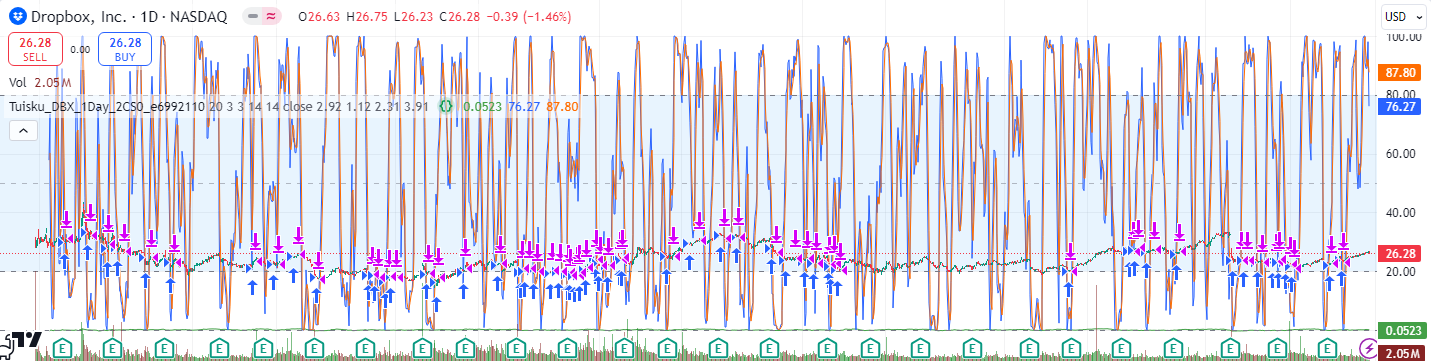 Dropbox, Inc. · 1D · NASDAQ O26.63 H26.75 L26.23 C26.28 −0.39 (−1.46%) USD
26.28 SELL 0.00 26.28 BUY
Vol 2.05M
Tuisku_DBX_1Day_2CS0_e6992110 20 3 3 14 14 close 2.92 1.12 2.31 3.91 0.0523 76.27 87.80
100.00
87.80
80.00
76.27
60.00
40.00
26.28
20.00
0.0523
2.05M
E E E E E E E E E E E E E E E E E E E E E E E E E E